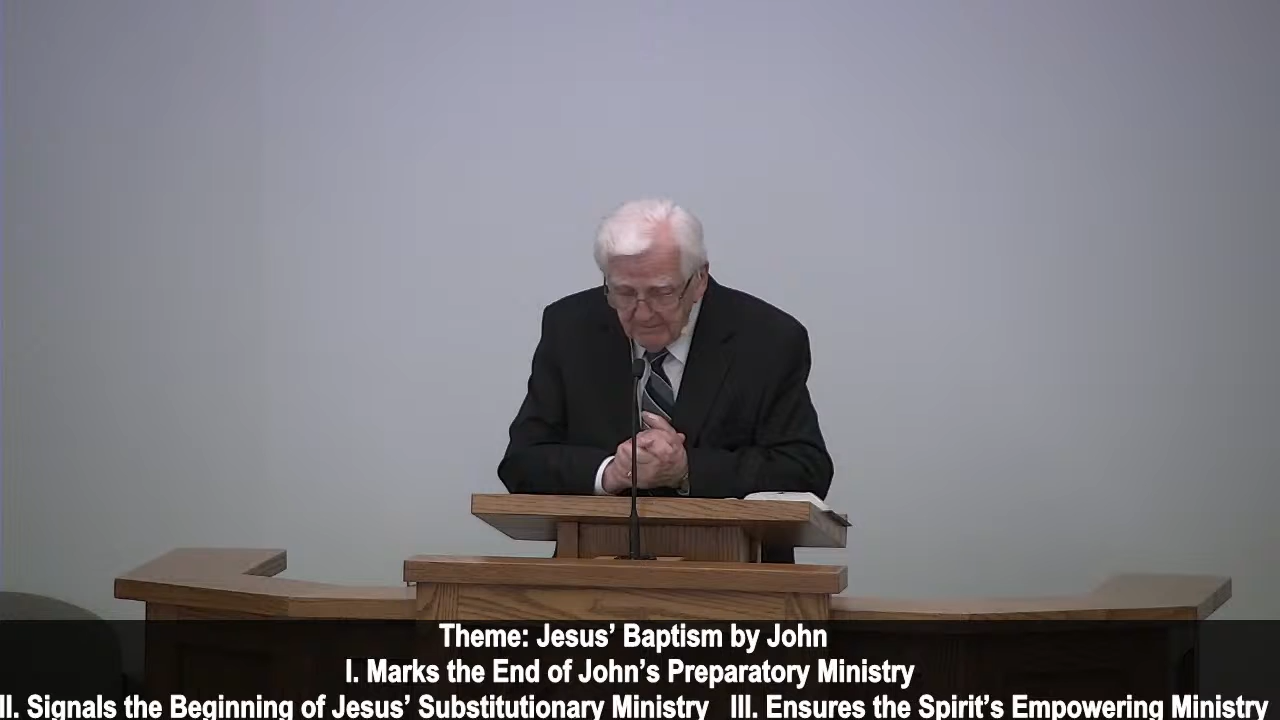 Theme: Jesus’ Baptism by John
I. Marks the End of John’s Preparatory Ministry
II. Signals the Beginning of Jesus’ Substitutionary Ministry III. Ensures the Spirit’s Empowering Ministry